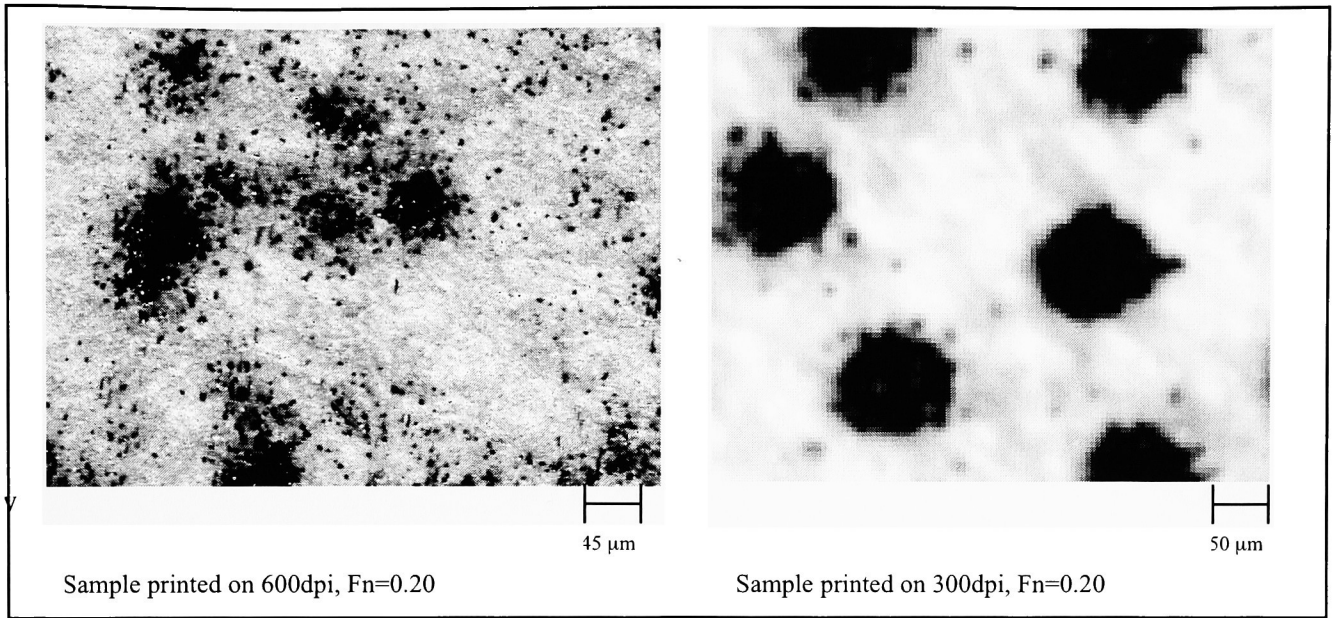 45 μm
50 μm
Sample printed on 600dpi, Fn=0.20
Sample printed on 300dpi, Fn=0.20